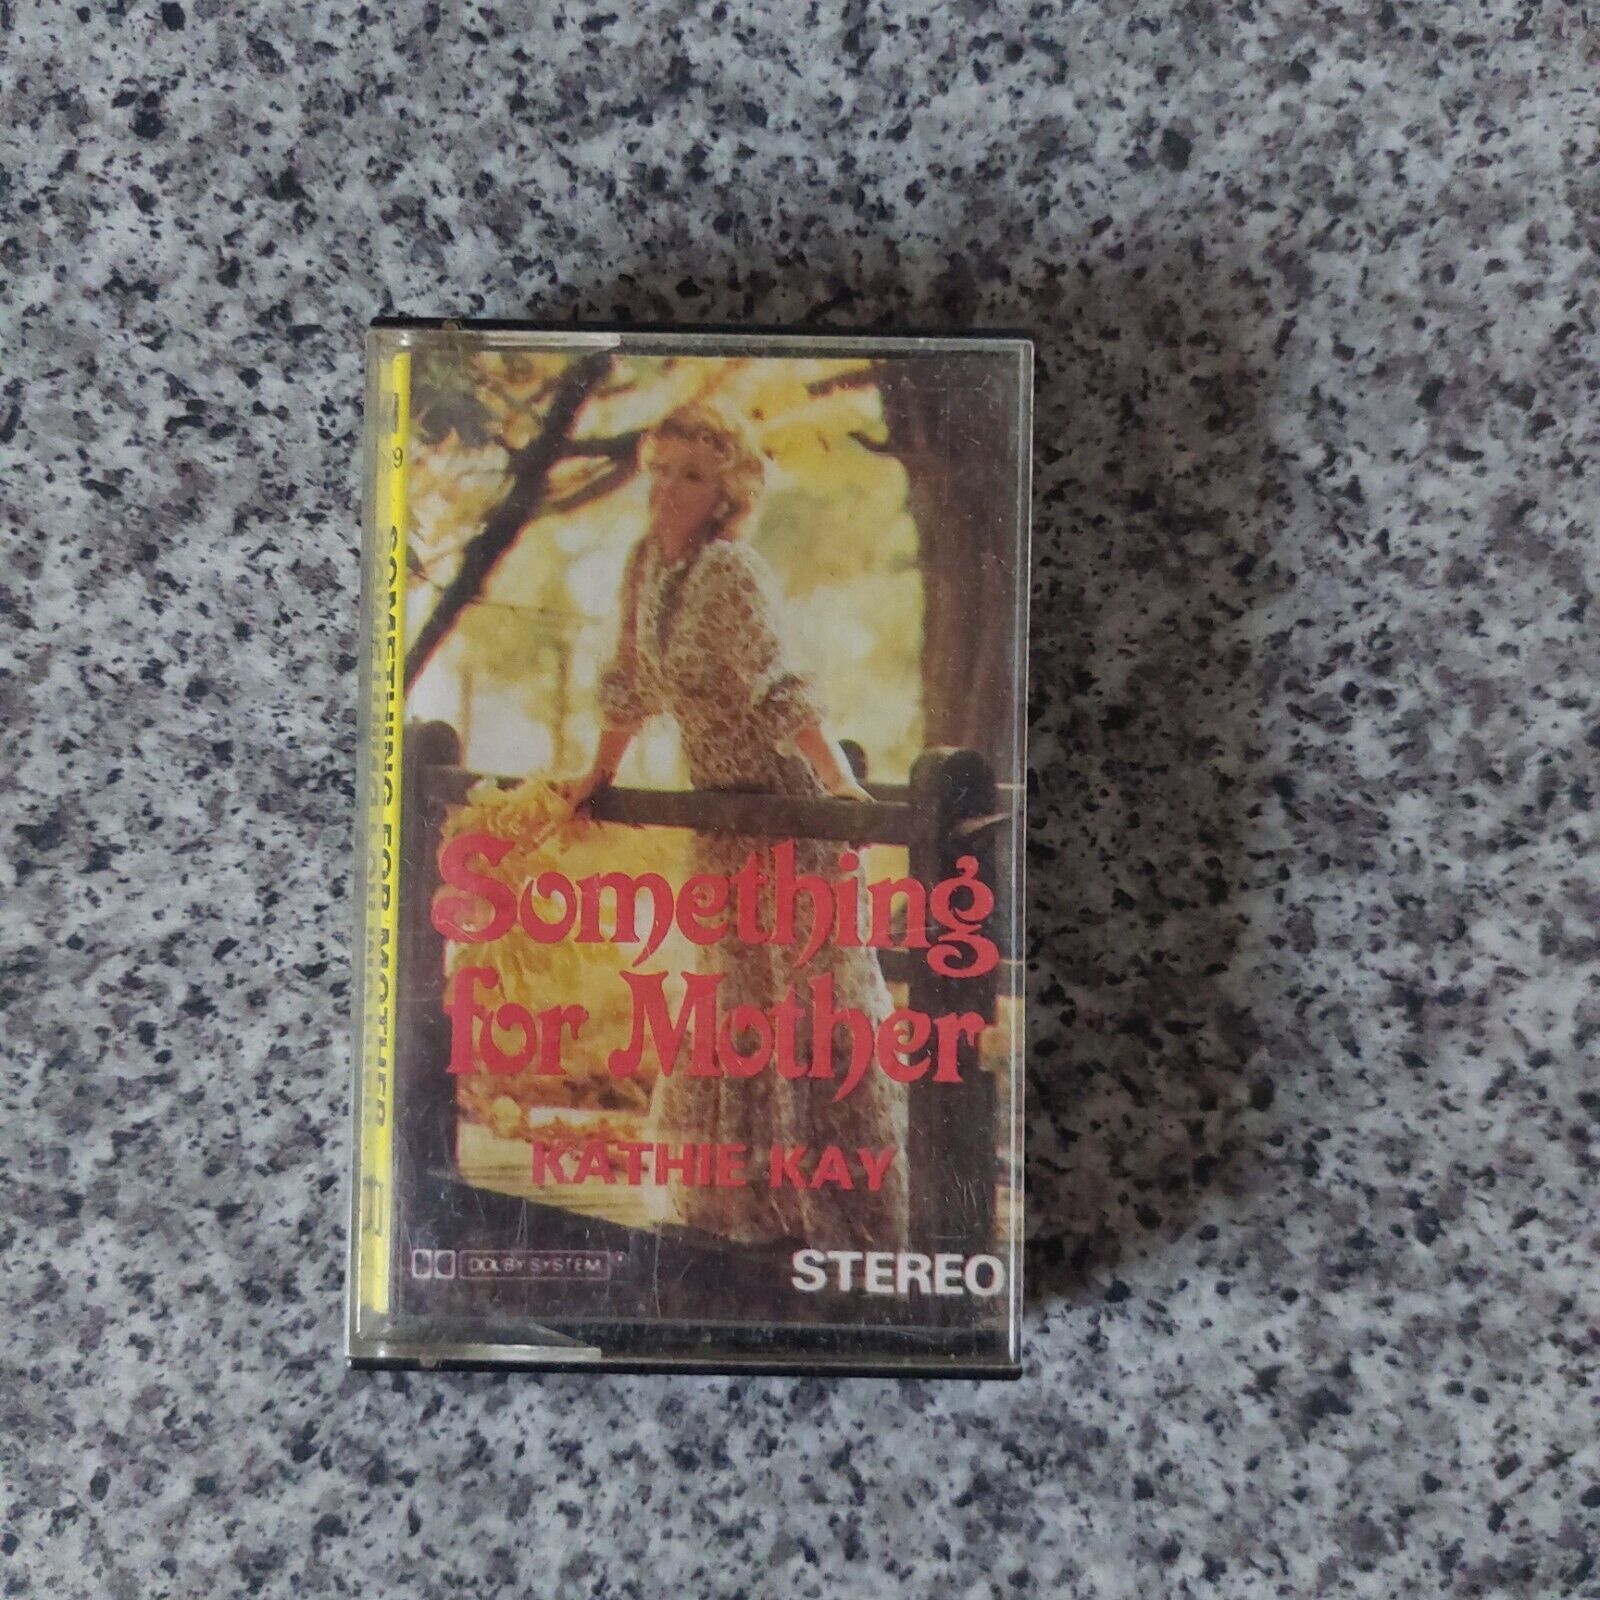 SOMETHING FOR MOTHER
Something
for Mother
KATHIE KAY
DOLBY SYSTEM
STEREO